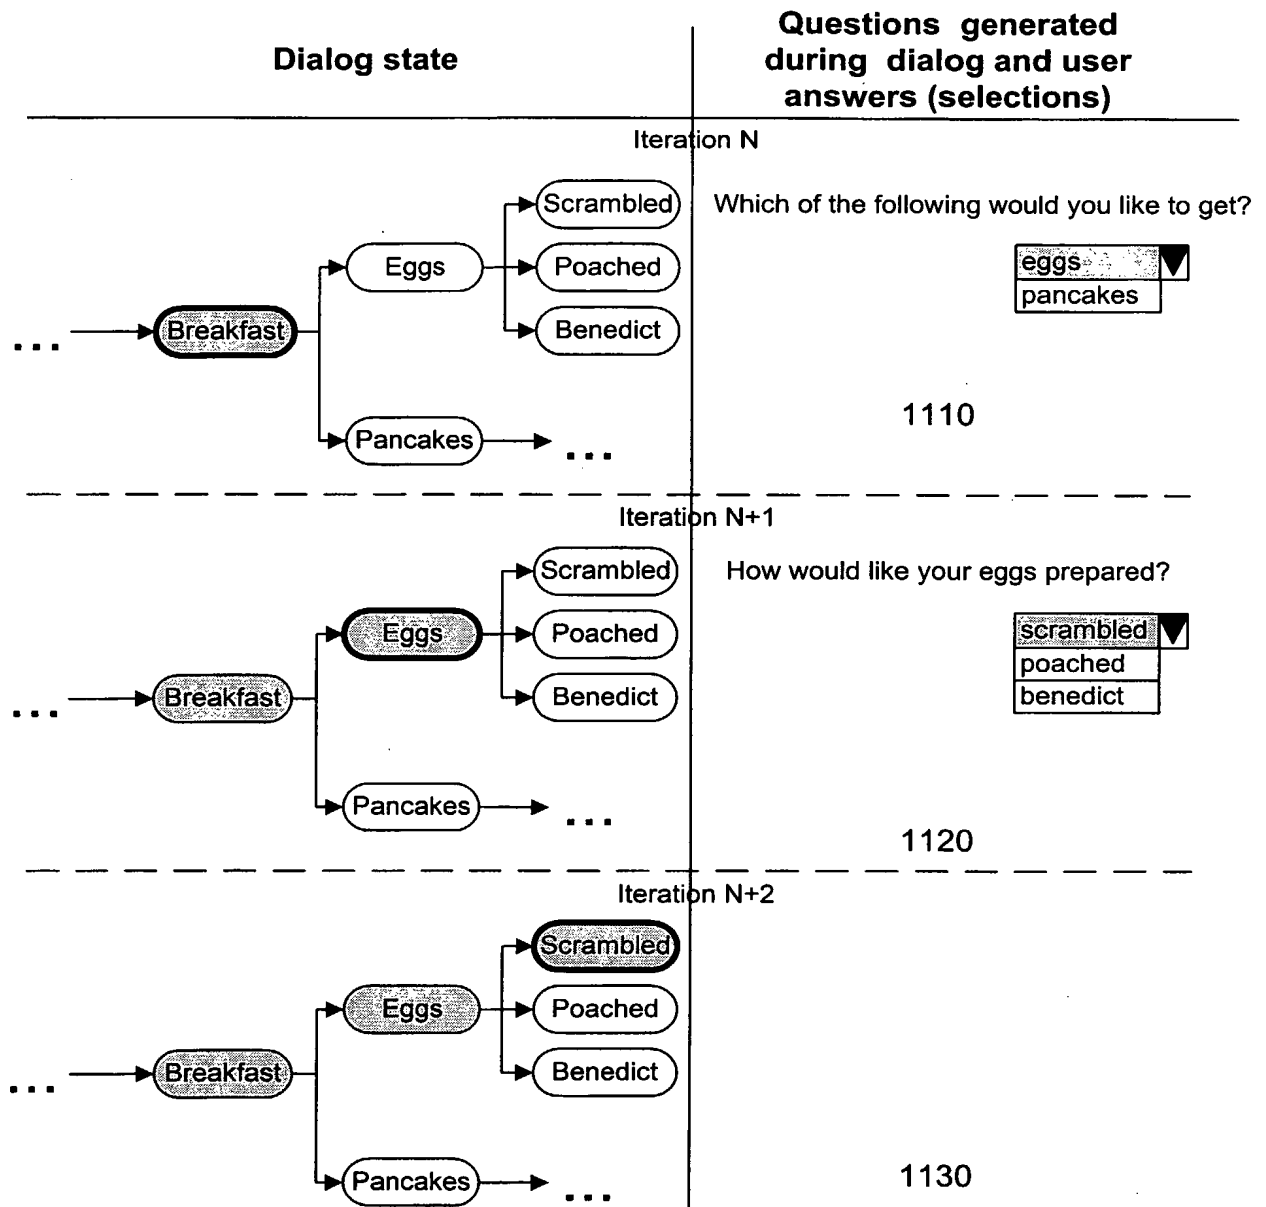 Dialog state
Questions generated
during dialog and user
answers (selections)
Iteration N
Scrambled
Which of the following would you like to get?
Eggs
Poached
eggs
pancakes
Breakfast
Benedict
...
1110
Pancakes
...
Iteration N+1
Scrambled
How would like your eggs prepared?
Eggs
Poached
scrambled
poached
benedict
Breakfast
Benedict
...
Pancakes
...
1120
Iteration N+2
Scrambled
Eggs
Poached
Breakfast
Benedict
...
Pancakes
...
1130